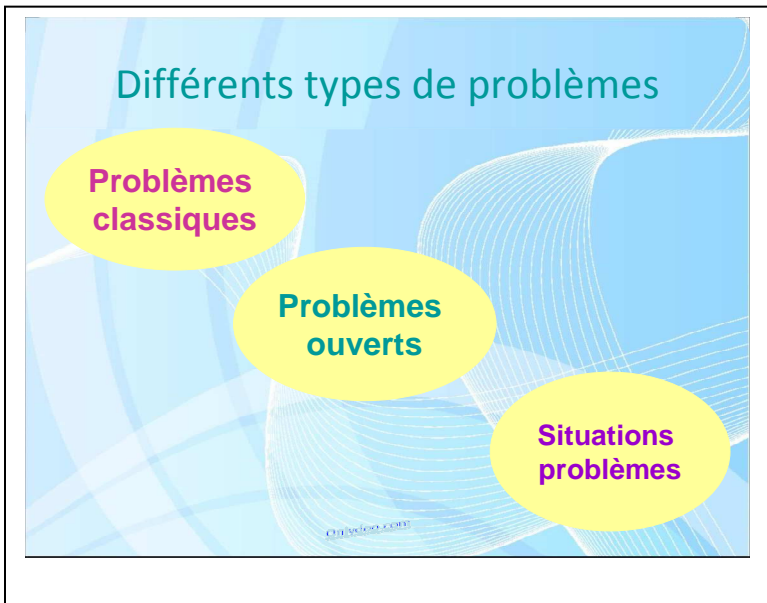 Différents types de problèmes
Problèmes
classiques
Problèmes
ouverts
Situations
problèmes